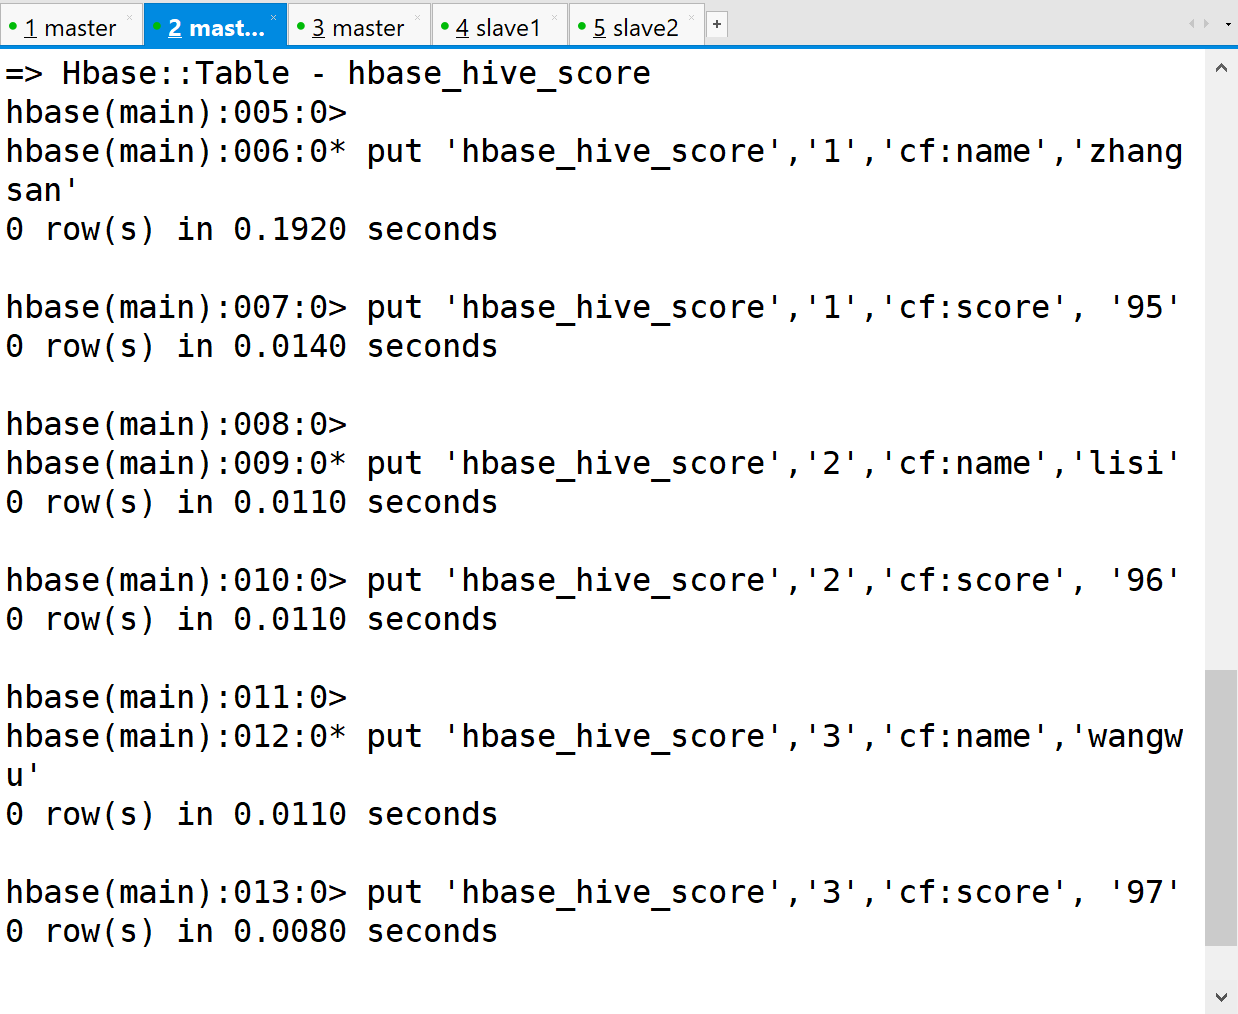 1 master 2 mast... 3 master 4 slave1 5 slave2 +
=> Hbase::Table - hbase_hive_score
hbase(main):005:0>
hbase(main):006:0* put 'hbase_hive_score','1','cf:name','zhang
san'
0 row(s) in 0.1920 seconds
hbase(main):007:0> put 'hbase_hive_score','1','cf:score', '95'
0 row(s) in 0.0140 seconds
hbase(main):008:0>
hbase(main):009:0* put 'hbase_hive_score','2','cf:name','lisi'
0 row(s) in 0.0110 seconds
hbase(main):010:0> put 'hbase_hive_score','2','cf:score', '96'
0 row(s) in 0.0110 seconds
hbase(main):011:0>
hbase(main):012:0* put 'hbase_hive_score','3','cf:name','wangw
u'
0 row(s) in 0.0110 seconds
hbase(main):013:0> put 'hbase_hive_score','3','cf:score', '97'
0 row(s) in 0.0080 seconds